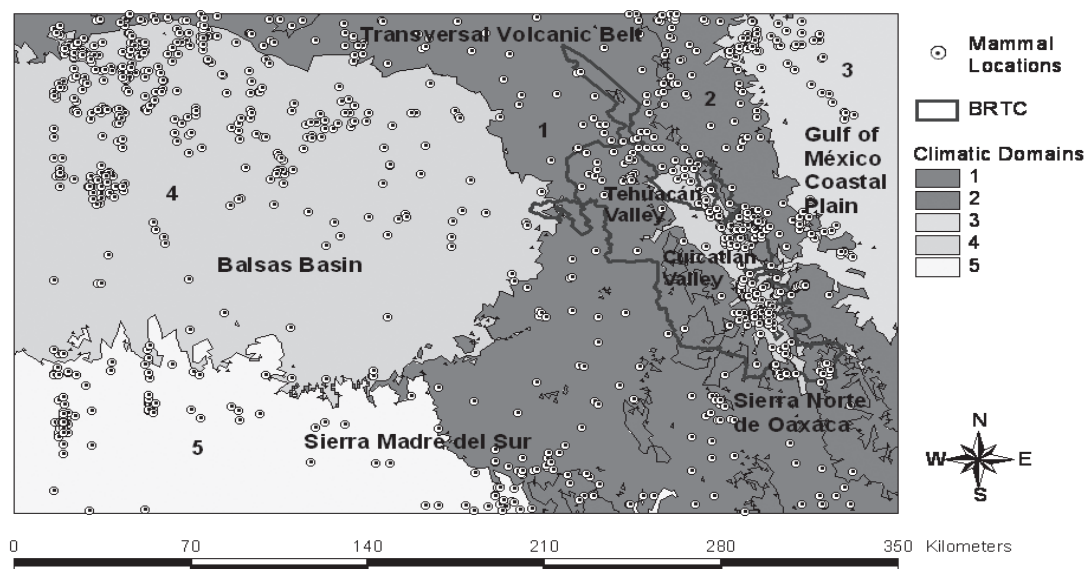 Transversal Volcanic Belt
3
2
1
Gulf of
México
Coastal
Plain
4
Tehuacán
Valley
Balsas Basin
Cuicatlán
Valley
Sierra Norte
de Oaxaca
5
Sierra Madre del Sur
Mammal
Locations
BRTC
Climatic Domains
1
2
3
4
5
N
W E
S
0 70 140 210 280 350 Kilometers